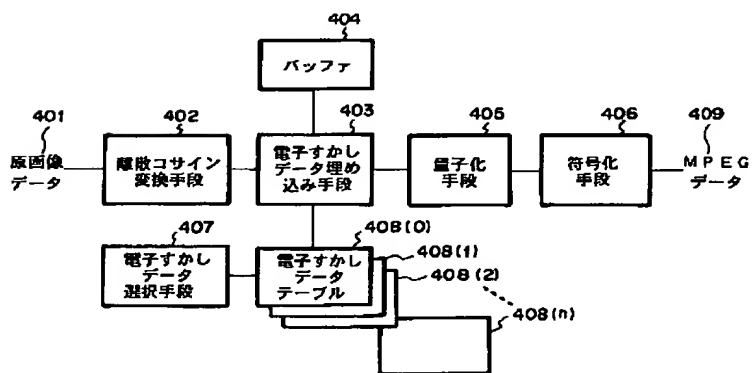 404
バッファ
401
402
403
405
406
409
原画像
データ
離散コサイン
変換手段
電子すかし
データ埋め
込み手段
量子化
手段
符号化
手段
MPEG
データ
407
408(0)
408(1)
408(2)
408(n)
電子すかし
データ
選択手段
電子すかし
データ
テーブル